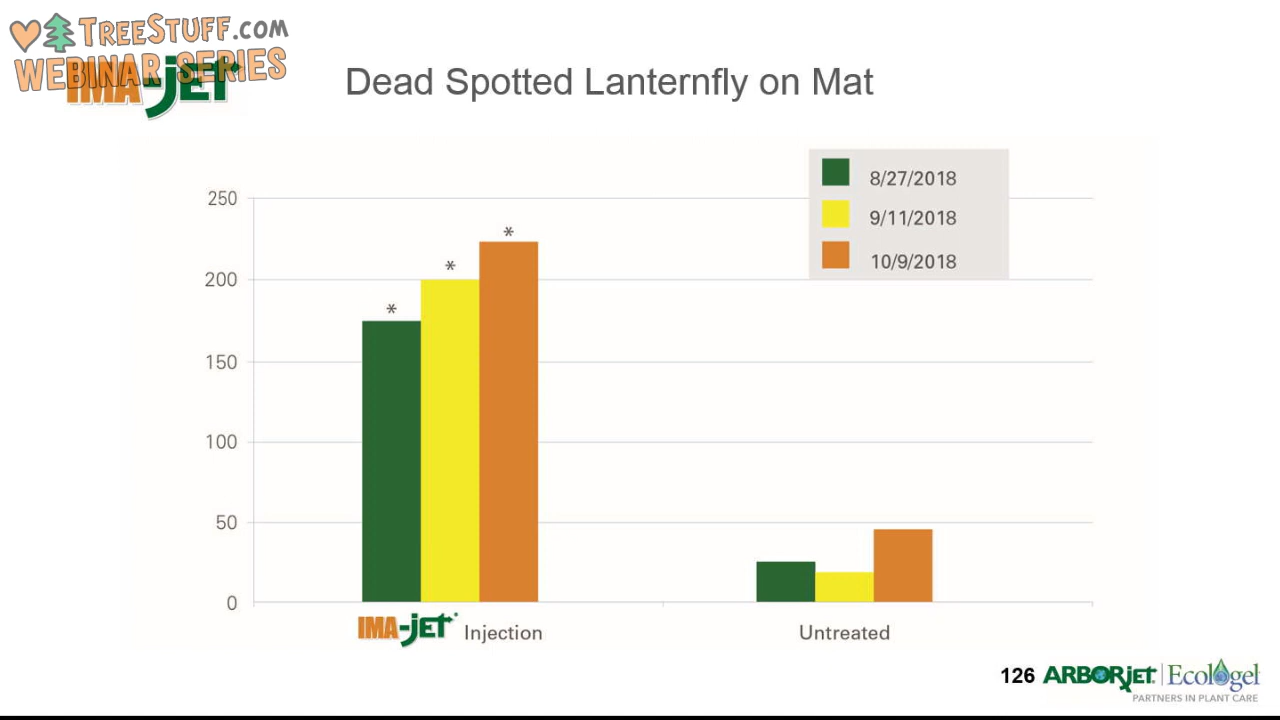 TREESTUFF.COM
WEBINAR SERIES
IMA-jET
Dead Spotted Lanternfly on Mat
8/27/2018
9/11/2018
10/9/2018
250
200
150
100
50
0
*
*
*
IMA-jET Injection
Untreated
126 ARBORjET Ecologel
PARTNERS IN PLANT CARE